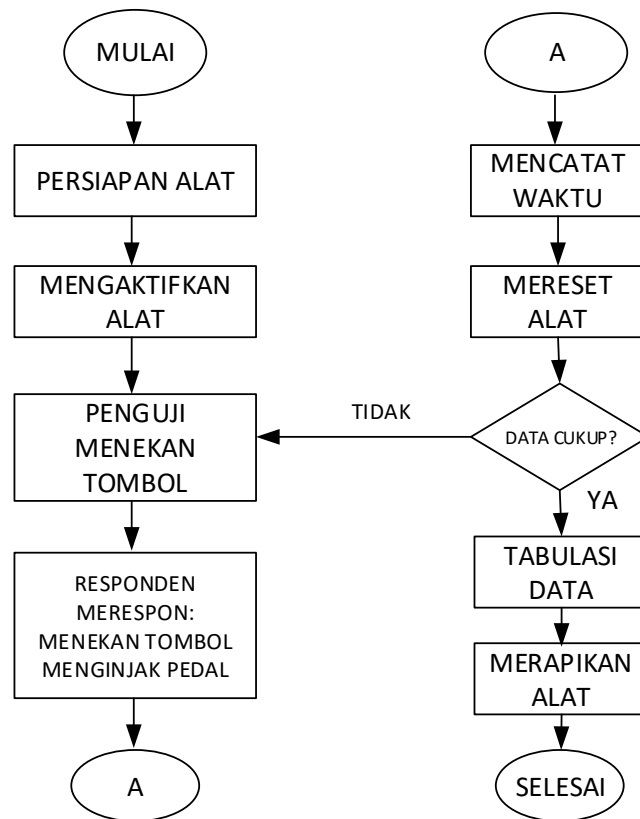 MULAI
PERSIAPAN ALAT
MENGAKTIFKAN
ALAT
PENGUJI
MENEKAN
TOMBOL
RESPONDEN
MERESPON:
MENEKAN TOMBOL
MENGINJAK PEDAL
A
A
MENCATAT
WAKTU
MERESET
ALAT
DATA CUKUP?
TIDAK
YA
TABULASI
DATA
MERAPIKAN
ALAT
SELESAI